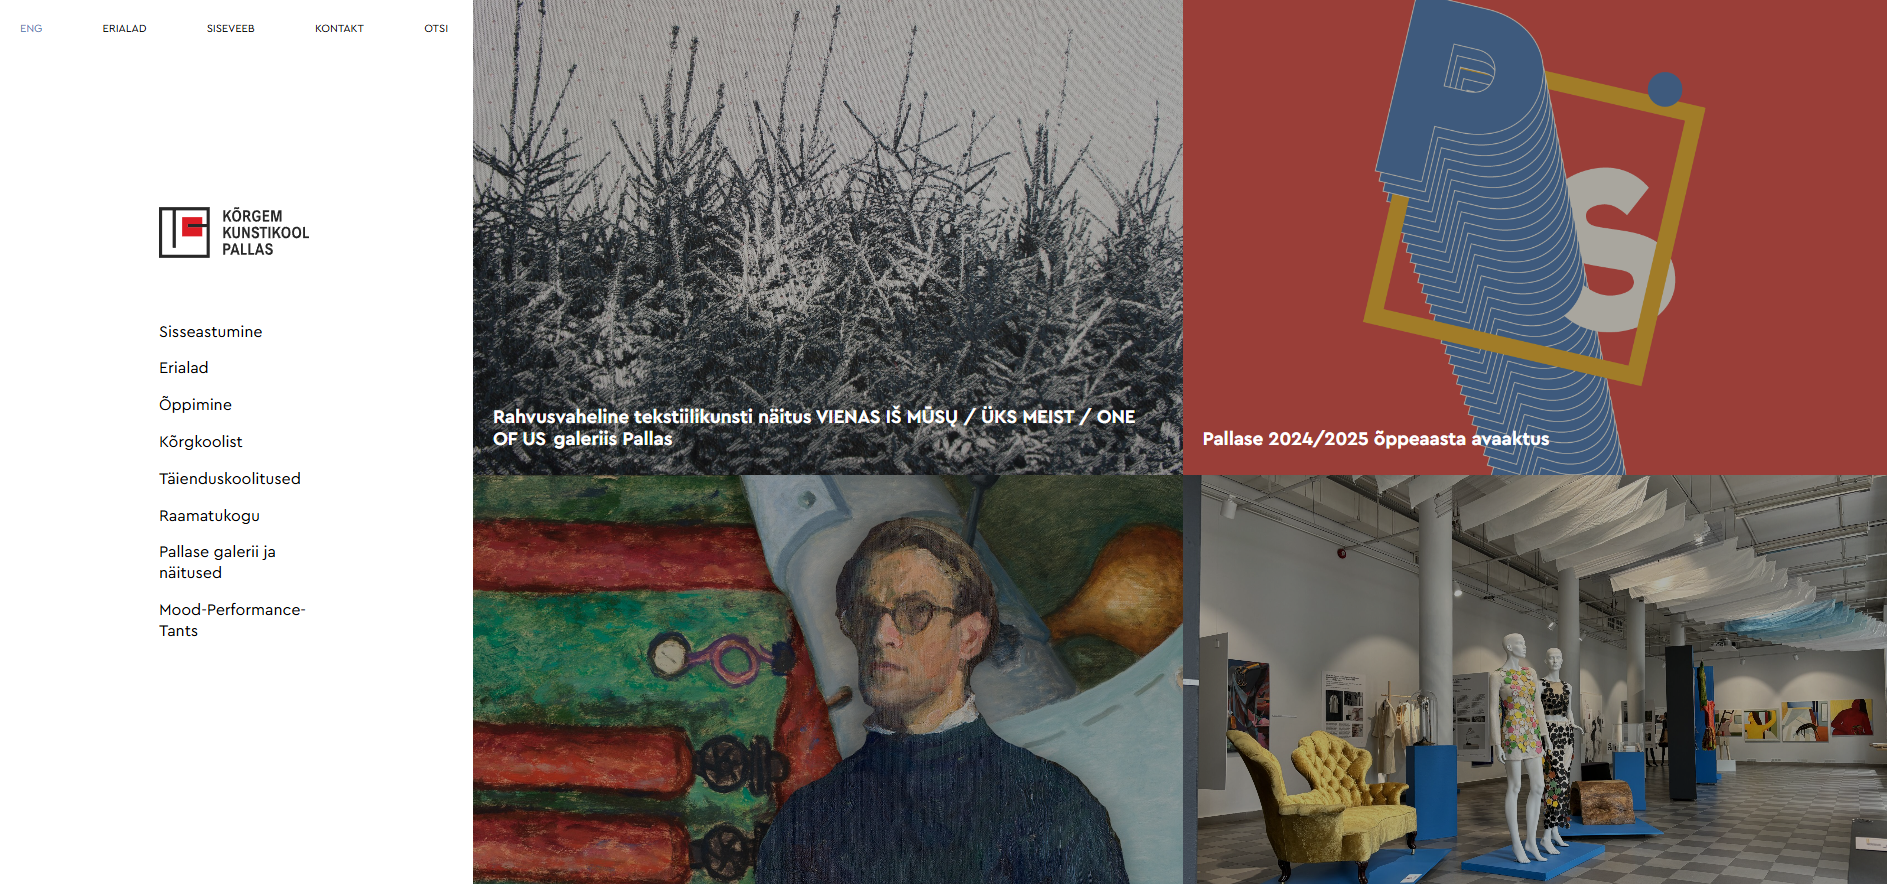 ENG ERIALAD SISEVEEB KONTAKT OTSI
KÕRGEM
KUNSTIKOOL
PALLAS
Sisseastumine
Erialad
Õppimine
Kõrgkoolist
Täienduskoolitused
Raamatukogu
Pallase galerii ja
näitused
Mood-Performance-
Tants
Rahvusvaheline tekstiilikunsti näitus VIENAS IŠ MŪSŲ / ÜKS MEIST / ONE
OF US galeriis Pallas
P
S
Pallase 2024/2025 õppeaasta avaaktus